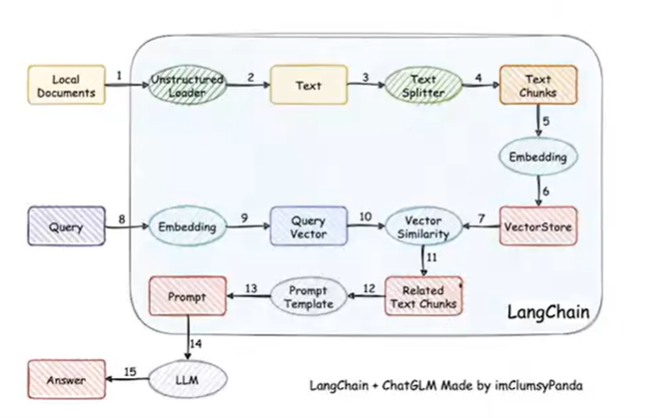 Local
Documents
1
Unstructured
Loader
2
Text
3
Text
Splitter
4
Text
Chunks
5
Embedding
6
Query
8
Embedding
9
Query
Vector
10
Vector
Similarity
7
VectorStore
11
Prompt
13
Prompt
Template
12
Related
Text Chunks
LangChain
14
Answer
15
LLM
LangChain + ChatGLM Made by imClumsyPanda